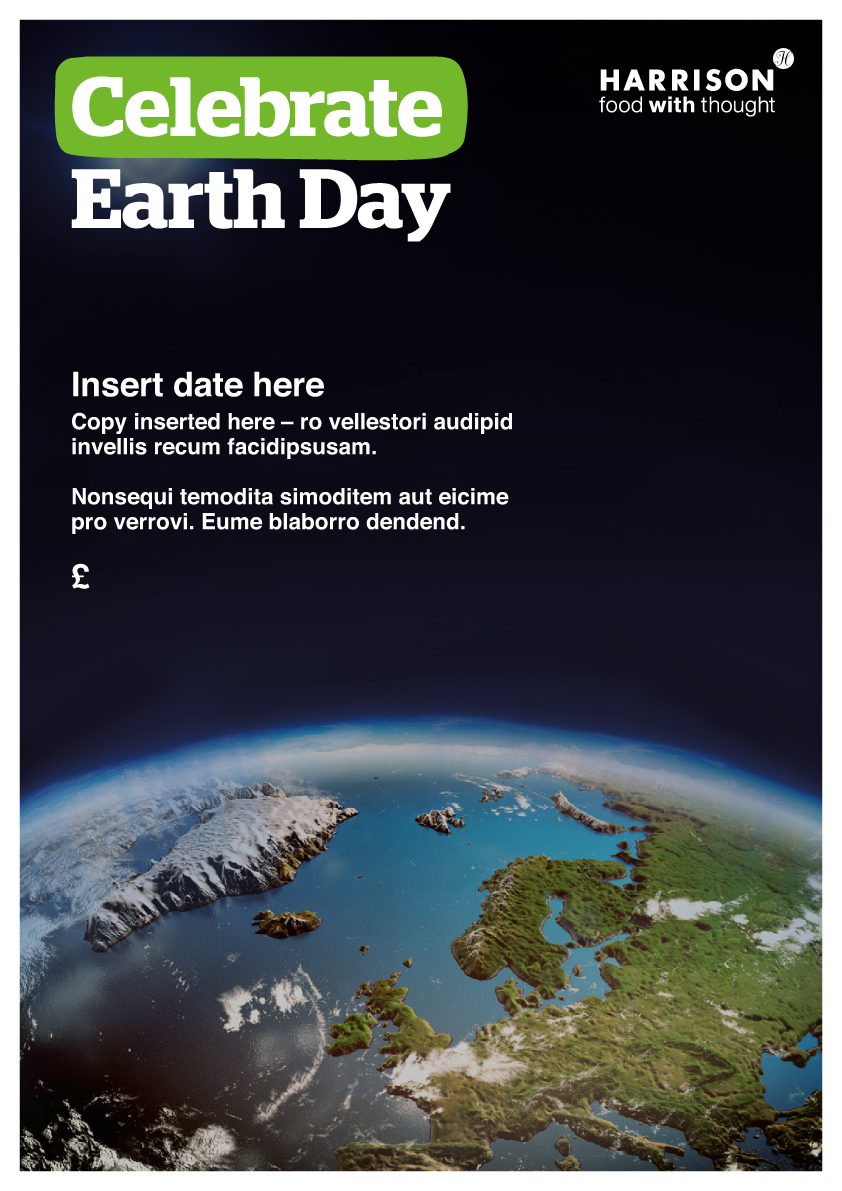 Celebrate
Earth Day
HARRISON
food with thought
Insert date here
Copy inserted here – ro vellestori audipid
invellis recum facidipsusam.
Nonsequi temodita simoditem aut eicime
pro verrovi. Eume blaborro dendend.
£